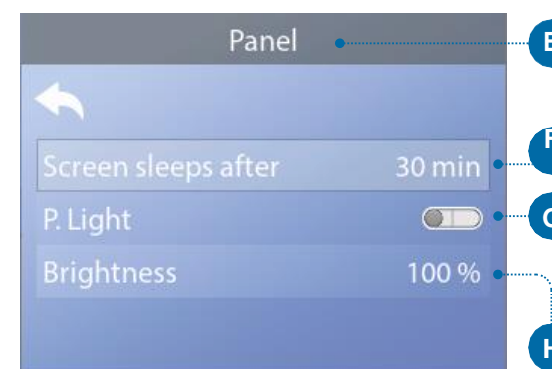 Panel
E
Screen sleeps after 30 min
F
P. Light
Brightness 100 %
H